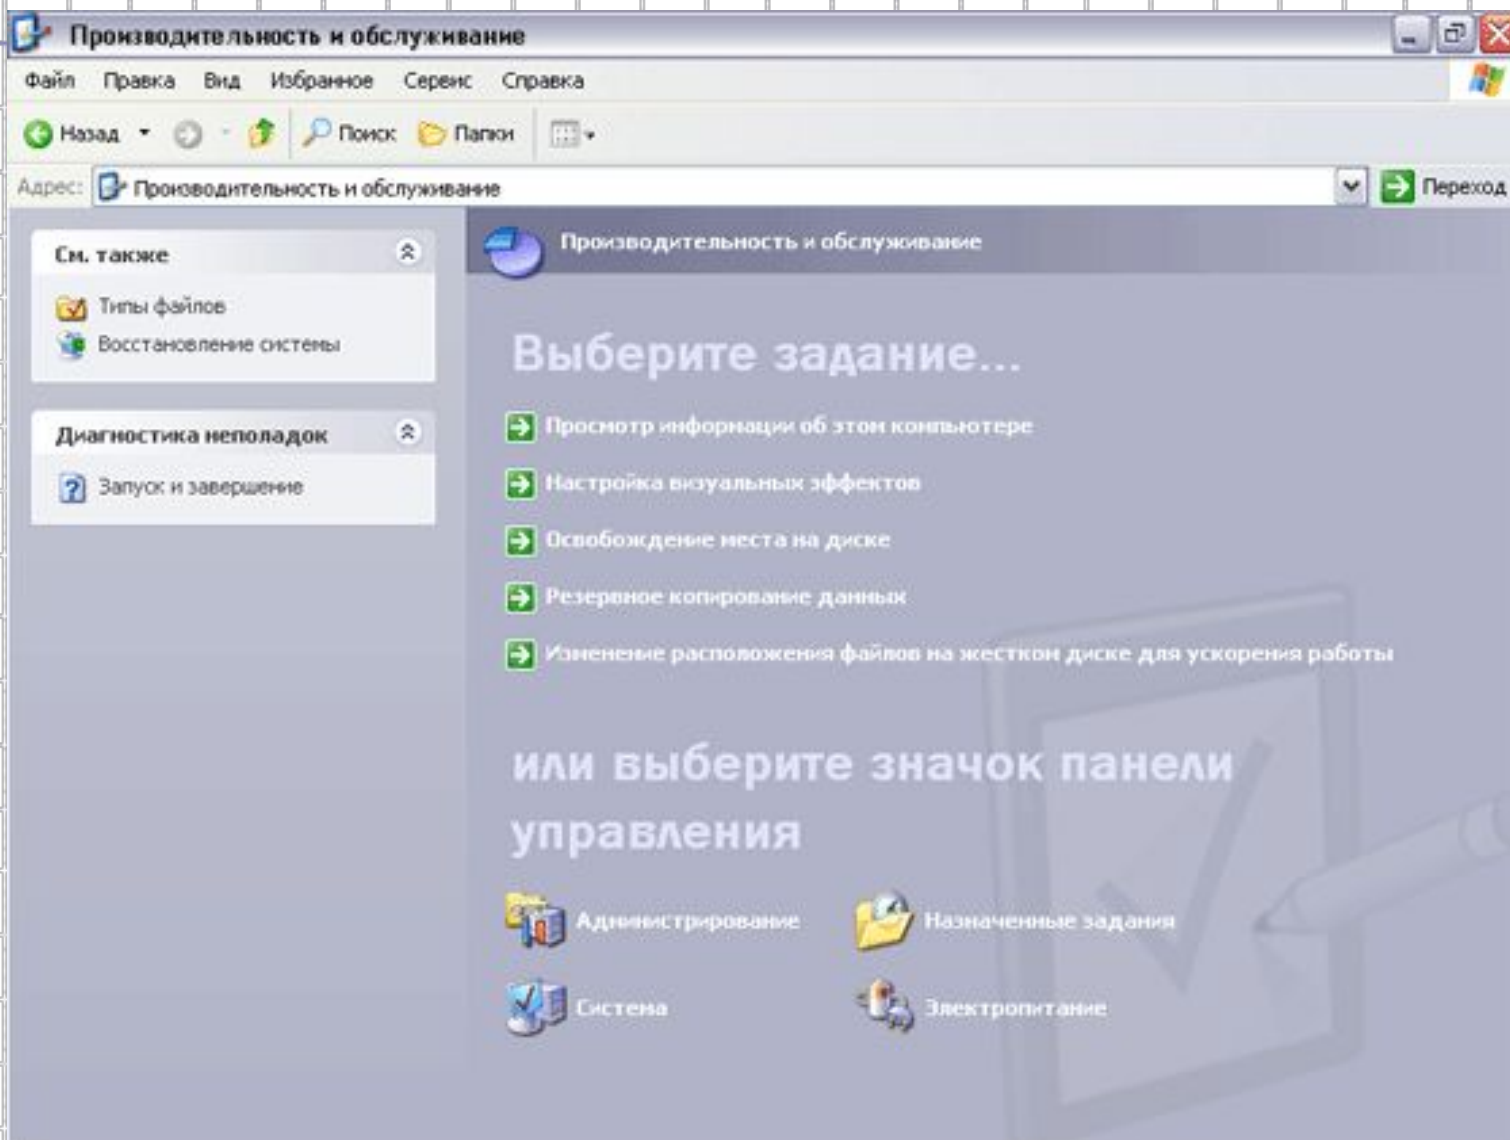 Производительность и обслуживание
Файл Правка Вид Избранное Сервис Справка
Назад Поиск Папки
Адрес: Производительность и обслуживание Переход
См. также
Типы файлов
Восстановление системы
Диагностика неполадок
Запуск и завершение
Производительность и обслуживание
Выберите задание...
Просмотр информации об этом компьютере
Настройка визуальных эффектов
Освобождение места на диске
Резервное копирование данных
Изменение расположения файлов на жестком диске для ускорения работы
или выберите значок панели
управления
Администрирование Назначенные задания
Система Электропитание